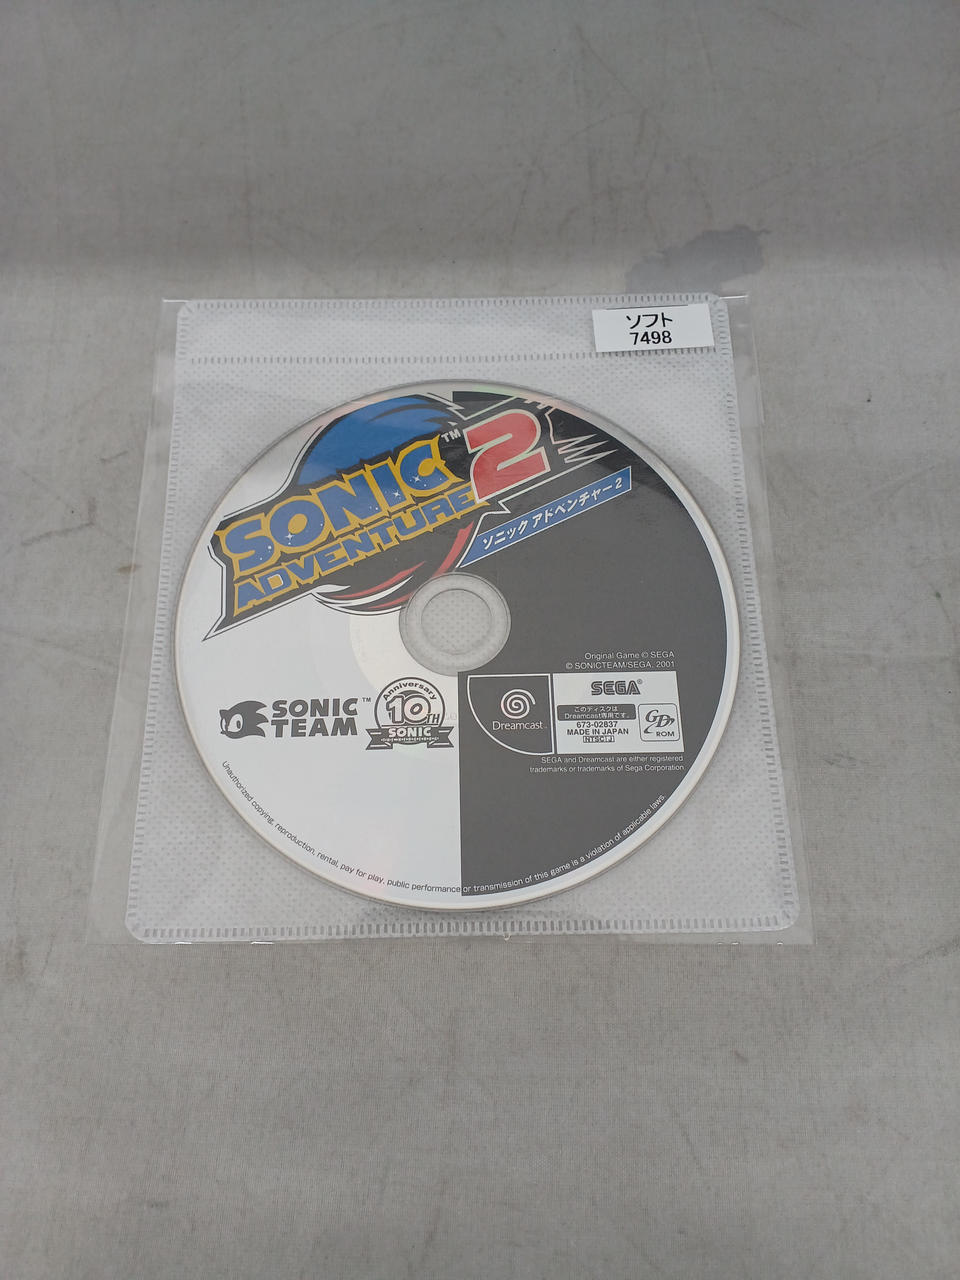 ソフト
7498
SONIC™ 2
ADVENTURE
ソニック アドベンチャー2
Original Game © SEGA
© SONICTEAM/SEGA, 2001
SONIC™
TEAM
Anniversary
10TH
SONIC
Dreamcast
SEGA®
このディスクは
Dreamcast専用です。
673-02837
MADE IN JAPAN
NTSC J
GD
ROM
SEGA and Dreamcast are either registered
trademarks or trademarks of Sega Corporation
Unauthorized copying, reproduction, rental, pay for play, public performance or transmission of this game is a violation of applicable laws.